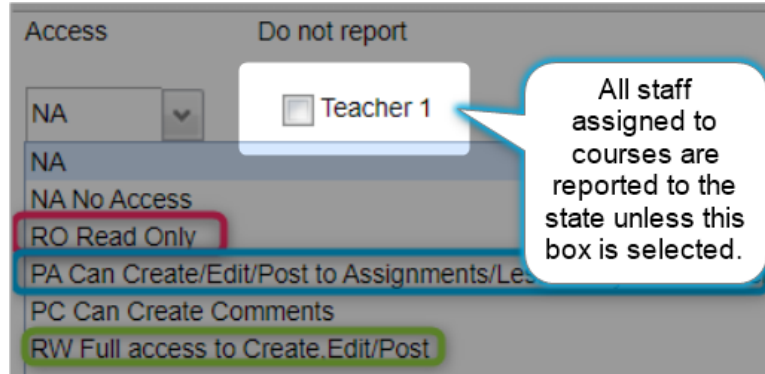 Access Do not report
NA Teacher 1
All staff
assigned to
courses are
reported to the
state unless this
box is selected.
NA
NA No Access
RO Read Only
PA Can Create/Edit/Post to Assignments/Les
PC Can Create Comments
RW Full access to Create,Edit/Post